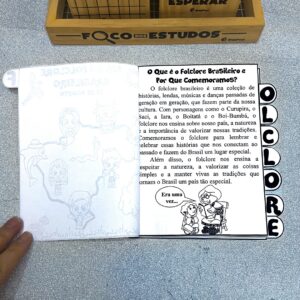 ESPERAR
FOCO NOS ESTUDOS
O Que é o Folclore Brasileiro e
Por Que Comemoramos?
O folclore brasileiro é uma coleção de
histórias, lendas, músicas e danças passadas de
geração em geração, que fazem parte da nossa
cultura. Com personagens como o Curupira, o
Saci, a Iara, o Boitatá e o Boi-Bumbá, o
folclore nos ensina sobre nosso país, a natureza
e a importância de valorizar nossas tradições.
Comemoramos o folclore para lembrar e
celebrar essas histórias que nos conectam ao
passado e fazem do Brasil um lugar especial.
Além disso, o folclore nos ensina a
respeitar a natureza, a valorizar as coisas
simples e a manter vivas as tradições que
tornam o Brasil um país tão especial.
Era uma
vez...
O
L
C
L
O
R
E